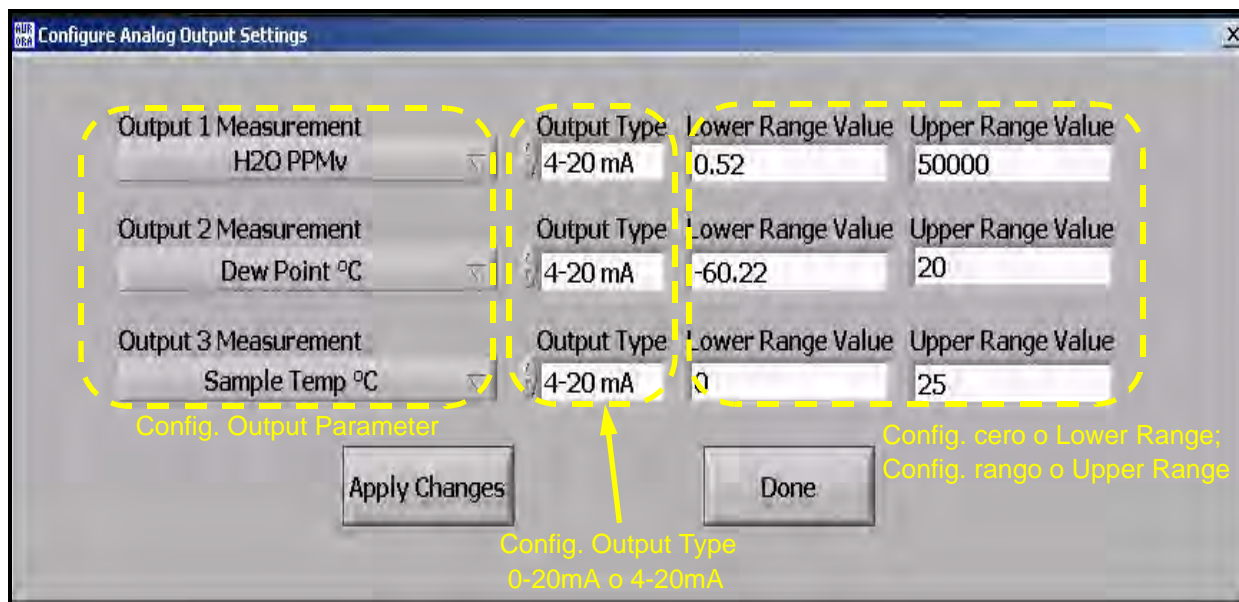 AUR
ORA
Configure Analog Output Settings
X
Output 1 Measurement
Output Type
Lower Range Value
Upper Range Value
H2O PPMv
4-20 mA
0.52
50000
Output 2 Measurement
Output Type
Lower Range Value
Upper Range Value
Dew Point ºC
4-20 mA
-60.22
20
Output 3 Measurement
Output Type
Lower Range Value
Upper Range Value
Sample Temp ºC
4-20 mA
0
25
Config. Output Parameter
Config. cero o Lower Range;
Config. rango o Upper Range
Apply Changes
Done
Config. Output Type
0-20mA o 4-20mA